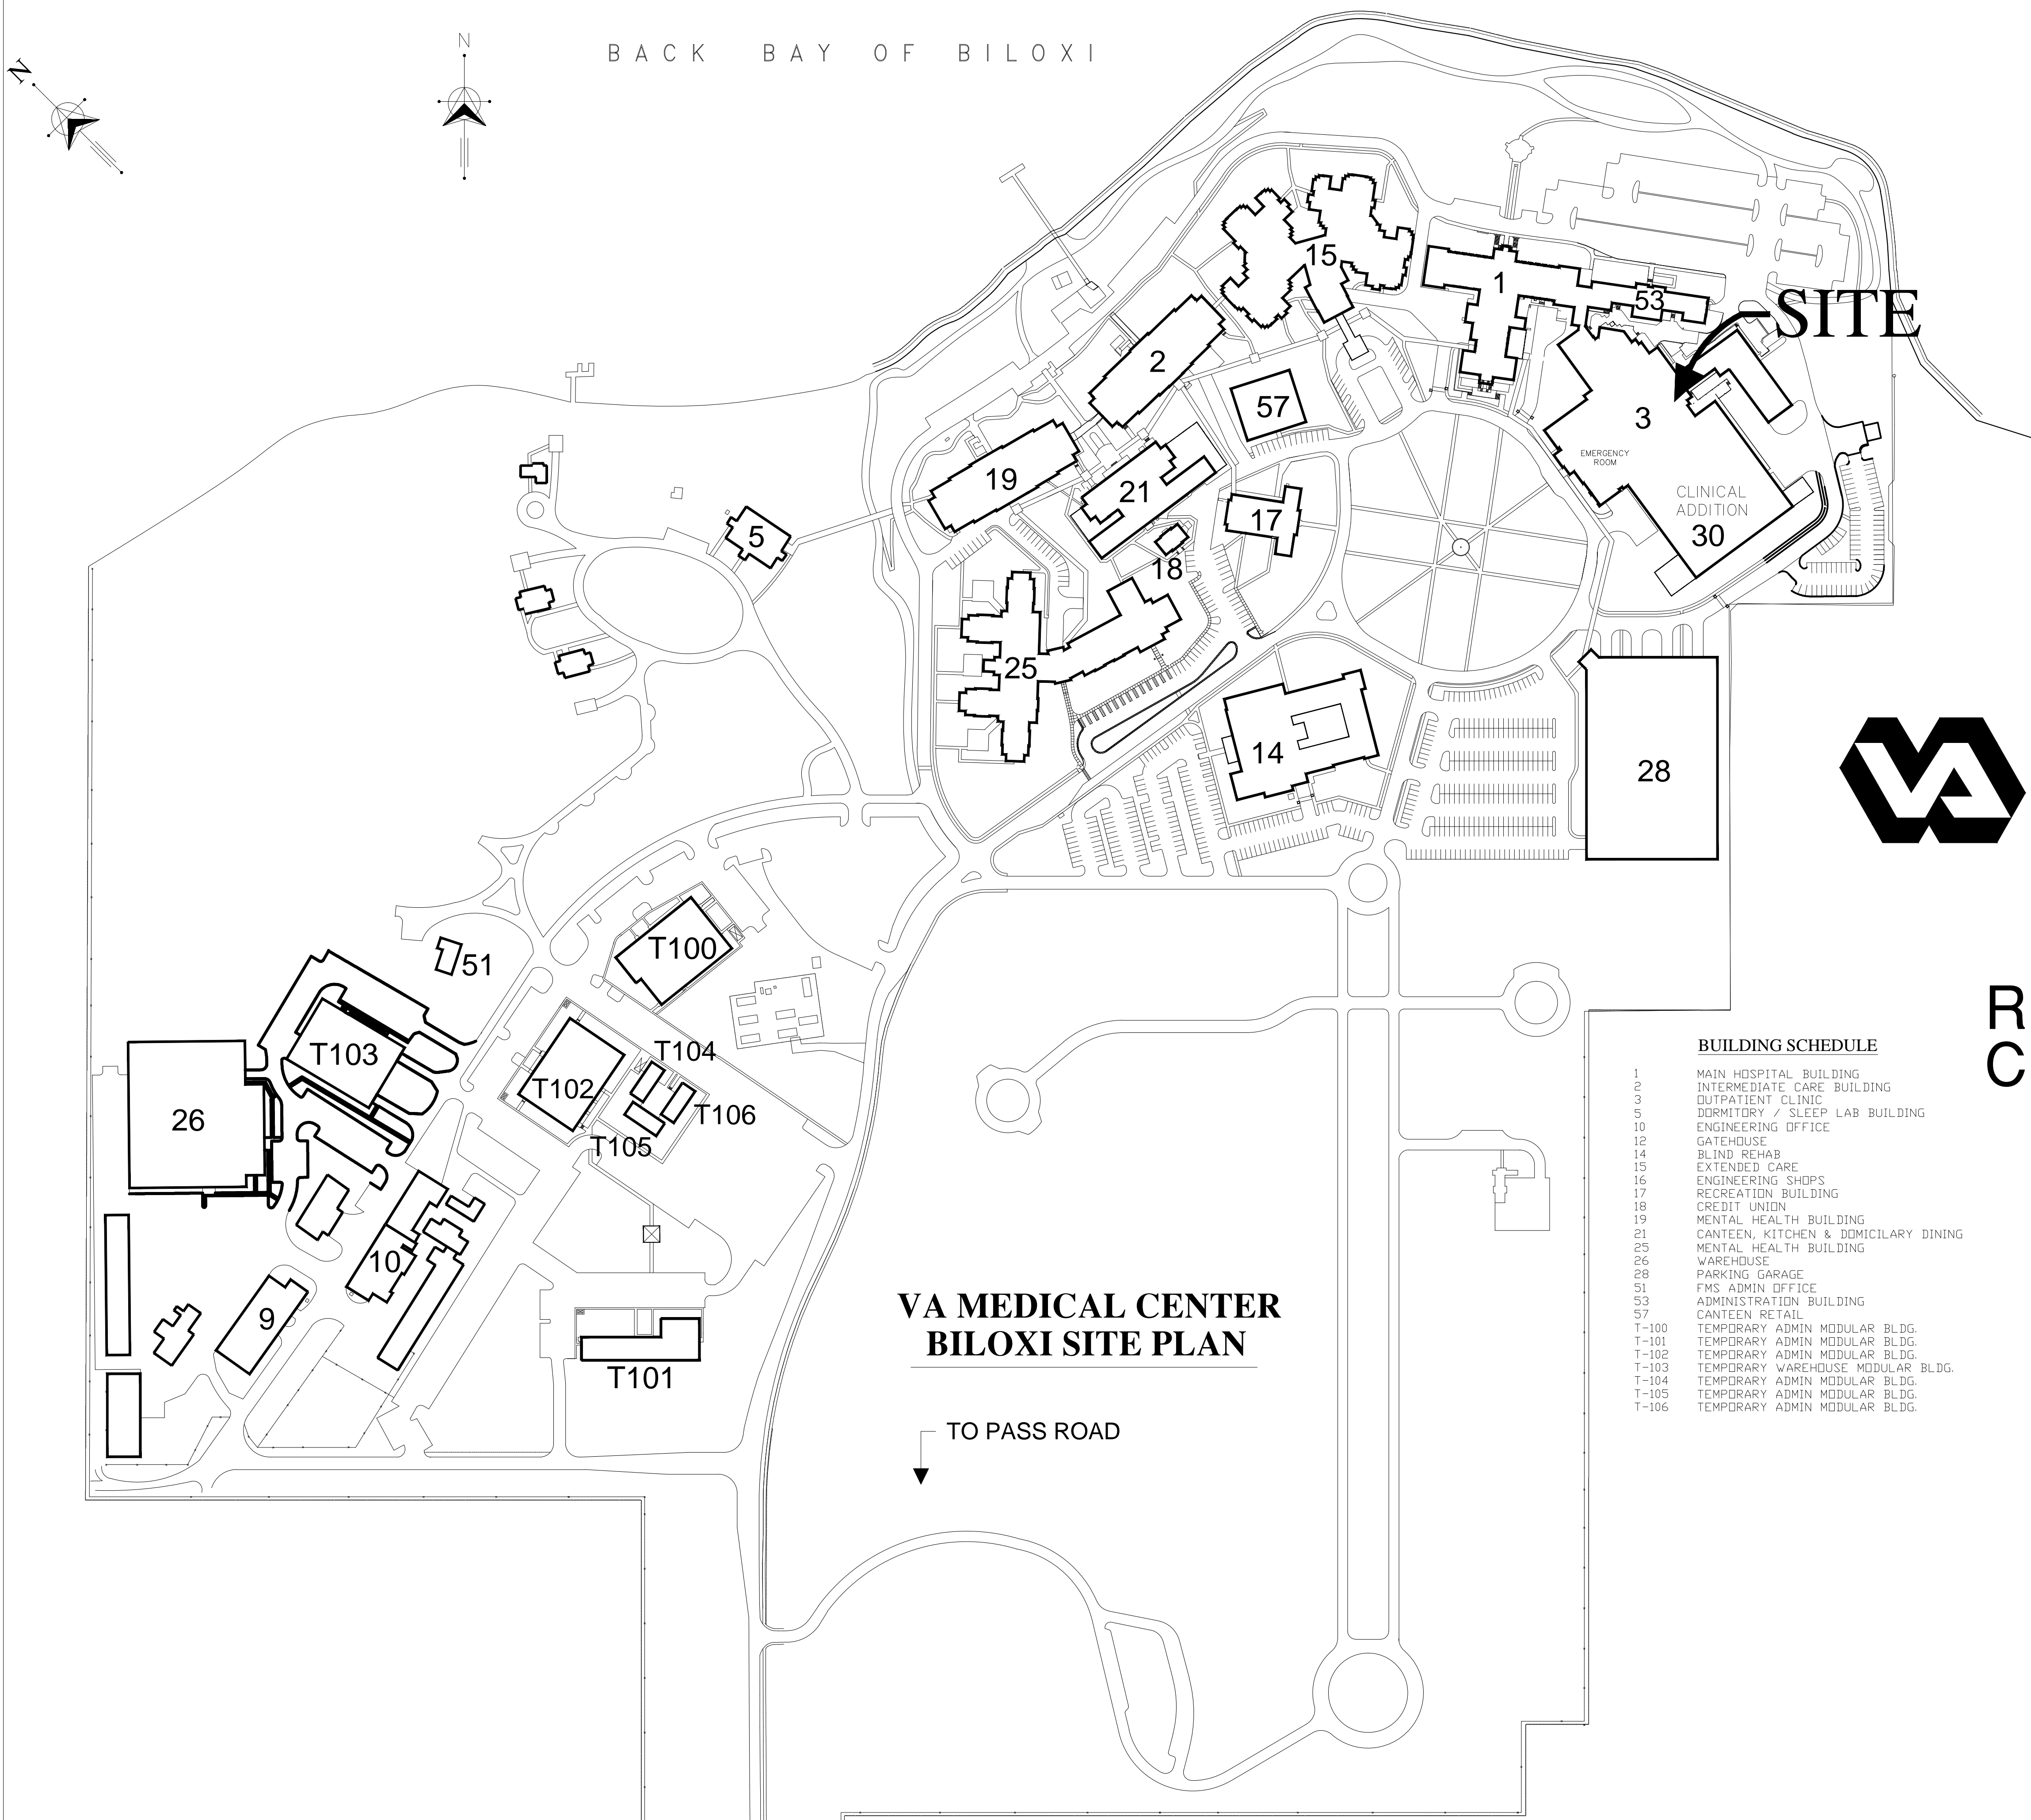 N
N
BACK BAY OF BILOXI
15
1
53
SITE
2
57
3
EMERGENCY
ROOM
19
21
CLINICAL
ADDITION
17
30
5
18
25
14
28
VA
51
T100
T103
T104
T102
T106
26
T105
10
9
T101
R
C
BUILDING SCHEDULE
1 MAIN HOSPITAL BUILDING
2 INTERMEDIATE CARE BUILDING
3 OUTPATIENT CLINIC
5 DORMITORY / SLEEP LAB BUILDING
10 ENGINEERING OFFICE
12 GATEHOUSE
14 BLIND REHAB
15 EXTENDED CARE
16 ENGINEERING SHOPS
17 RECREATION BUILDING
18 CREDIT UNION
19 MENTAL HEALTH BUILDING
21 CANTEEN, KITCHEN & DOMICILARY DINING
25 MENTAL HEALTH BUILDING
26 WAREHOUSE
28 PARKING GARAGE
51 FMS ADMIN OFFICE
53 ADMINISTRATION BUILDING
57 CANTEEN RETAIL
T-100 TEMPORARY ADMIN MODULAR BLDG.
T-101 TEMPORARY ADMIN MODULAR BLDG.
T-102 TEMPORARY ADMIN MODULAR BLDG.
T-103 TEMPORARY WAREHOUSE MODULAR BLDG.
T-104 TEMPORARY ADMIN MODULAR BLDG.
T-105 TEMPORARY ADMIN MODULAR BLDG.
T-106 TEMPORARY ADMIN MODULAR BLDG.
VA MEDICAL CENTER
BILOXI SITE PLAN
TO PASS ROAD